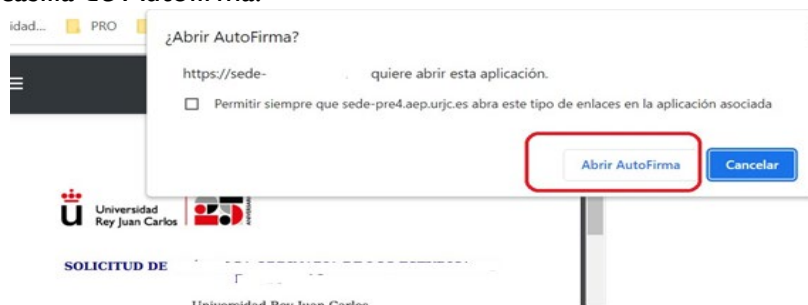 idad... PRO
¿Abrir AutoFirma?
https://sede- . quiere abrir esta aplicación.
Permitir siempre que sede-pre4.aep.urjc.es abra este tipo de enlaces en la aplicación asociada
Abrir AutoFirma Cancelar
Universidad
Rey Juan Carlos
SOLICITUD DE
Universidad Rey Juan Carlos